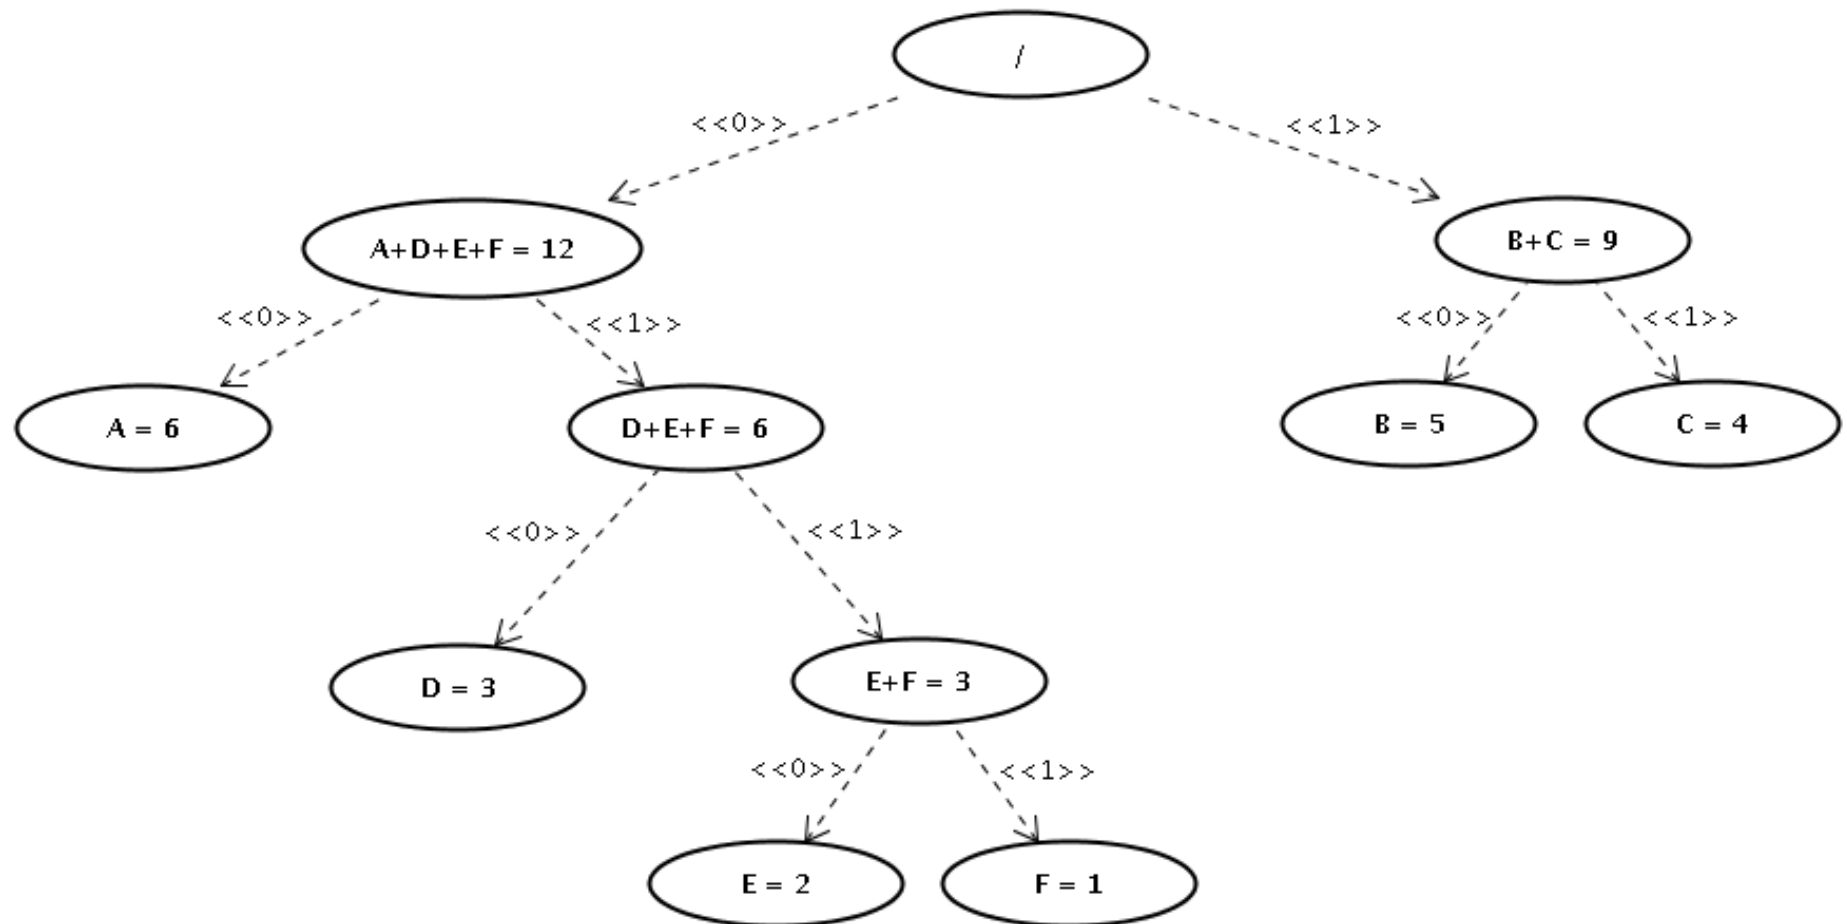 /
<<0>> <<1>>
A+D+E+F = 12 B+C = 9
<<0>> <<1>> <<0>> <<1>>
A = 6 D+E+F = 6 B = 5 C = 4
<<0>> <<1>>
D = 3 E+F = 3
<<0>> <<1>>
E = 2 F = 1